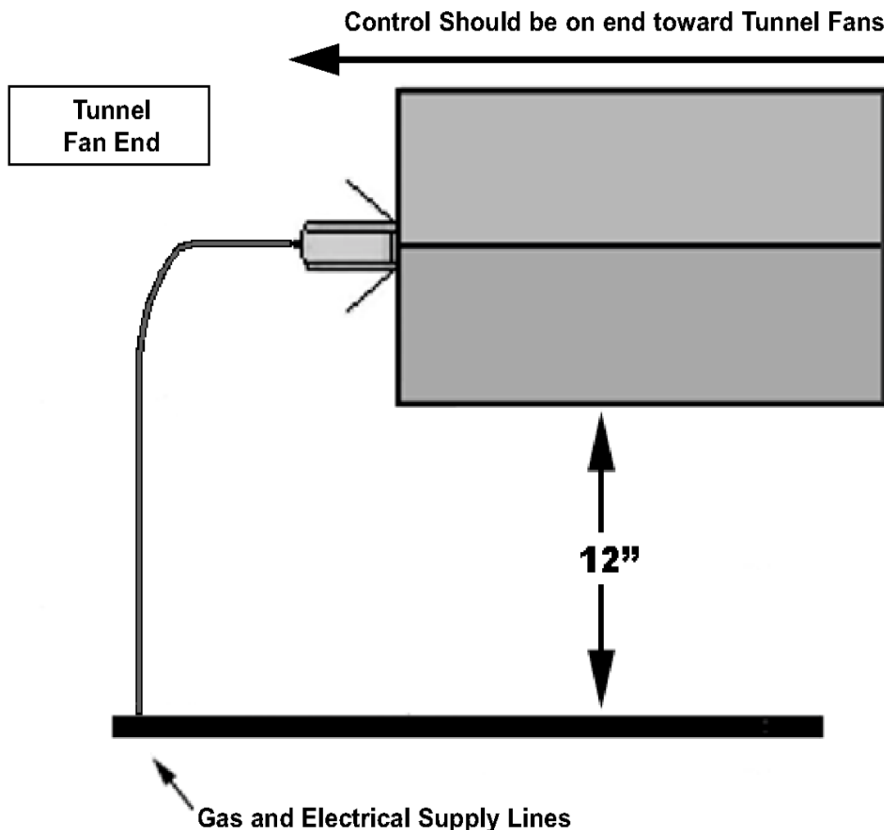 Control Should be on end toward Tunnel Fans
Tunnel
Fan End
12”
Gas and Electrical Supply Lines